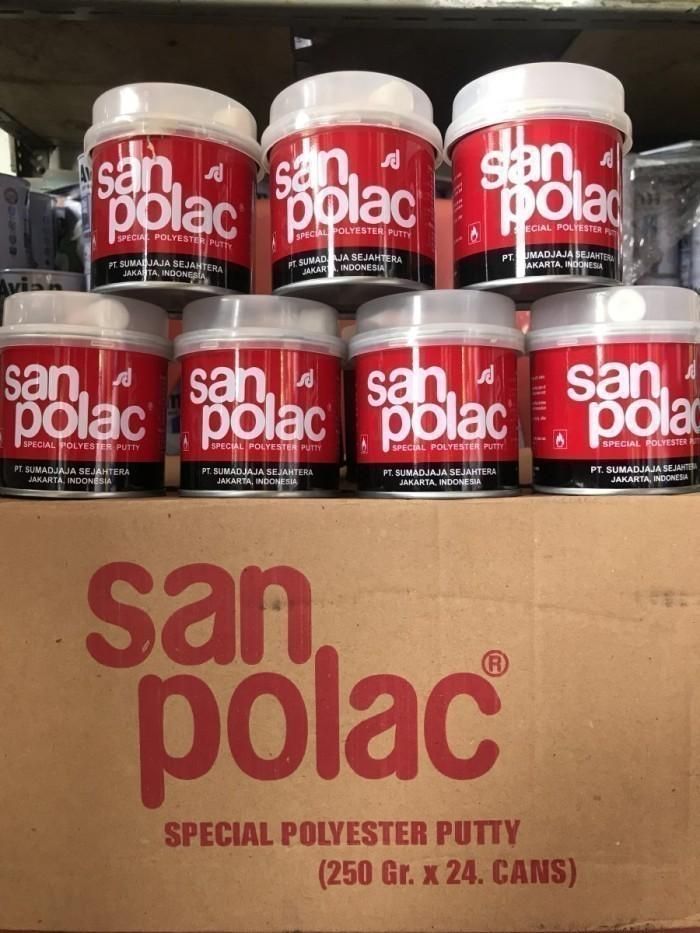 san
polac
SPECIAL POLYESTER PUTTY
PT. SUMADJAJA SEJAHTERA
JAKARTA, INDONESIA
san
polac
SPECIAL POLYESTER PUTTY
PT. SUMADJAJA SEJAHTERA
JAKARTA, INDONESIA
san
polac
SPECIAL POLYESTER PUTTY
PT. SUMADJAJA SEJAHTERA
JAKARTA, INDONESIA
Avian
san
polac
SPECIAL POLYESTER PUTTY
PT. SUMADJAJA SEJAHTERA
JAKARTA, INDONESIA
san
polac
SPECIAL POLYESTER PUTTY
PT. SUMADJAJA SEJAHTERA
JAKARTA, INDONESIA
san
polac
SPECIAL POLYESTER PUTTY
PT. SUMADJAJA SEJAHTERA
JAKARTA, INDONESIA
san
polac
SPECIAL POLYESTER
PT. SUMADJAJA SEJAHTERA
JAKARTA, INDONESIA
san
polac®
SPECIAL POLYESTER PUTTY
(250 Gr. x 24. CANS)